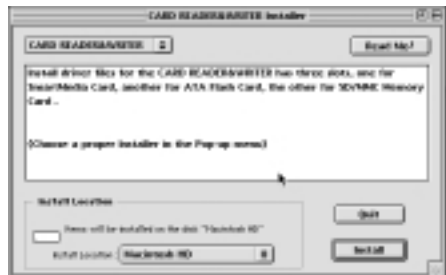 CARD READER&WRITER Installer
CARD READER&WRITER
Read Me!
Install driver files for the CARD READER&WRITER has three slots, one for
SmartMedia Card, another for ATA Flash Card, the other for SD/MMC Memory
Card .
(Choose a proper installer in the Pop-up menu)
Install Location
Items will be installed on the disk "Macintosh HD"
Install Location: Macintosh HD
Quit
Install